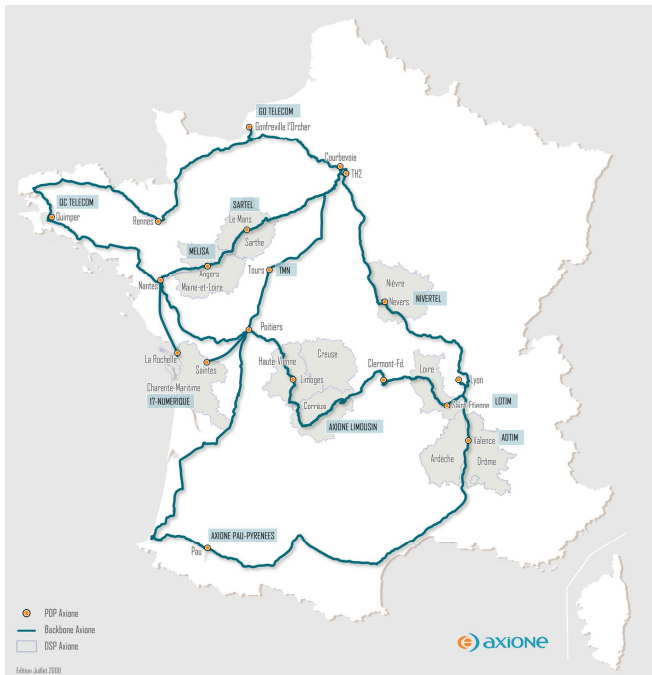 GO TELECOM
Gonfreville l'Orcher
Courbevoie
TH2
QC TELECOM
Quimper
Rennes
SARTEL
Le Mans
Sarthe
MELISA
Angers
Maine-et-Loire
Nantes
Tours
TMN
Nièvre
Nevers
NIVERTEL
Poitiers
La Rochelle
Saintes
Charente-Maritime
17-NUMERIQUE
Haute-Vienne
Creuse
Limoges
Corrèze
AXIONE LIMOUSIN
Clermont-Fd.
Loire
Lyon
Saint-Etienne
LOTIM
Valence
ADTIM
Ardèche
Drôme
AXIONE PAU-PYRENEES
Pau
POP Axione
Backbone Axione
DSP Axione
axione
Edition Juillet 2008